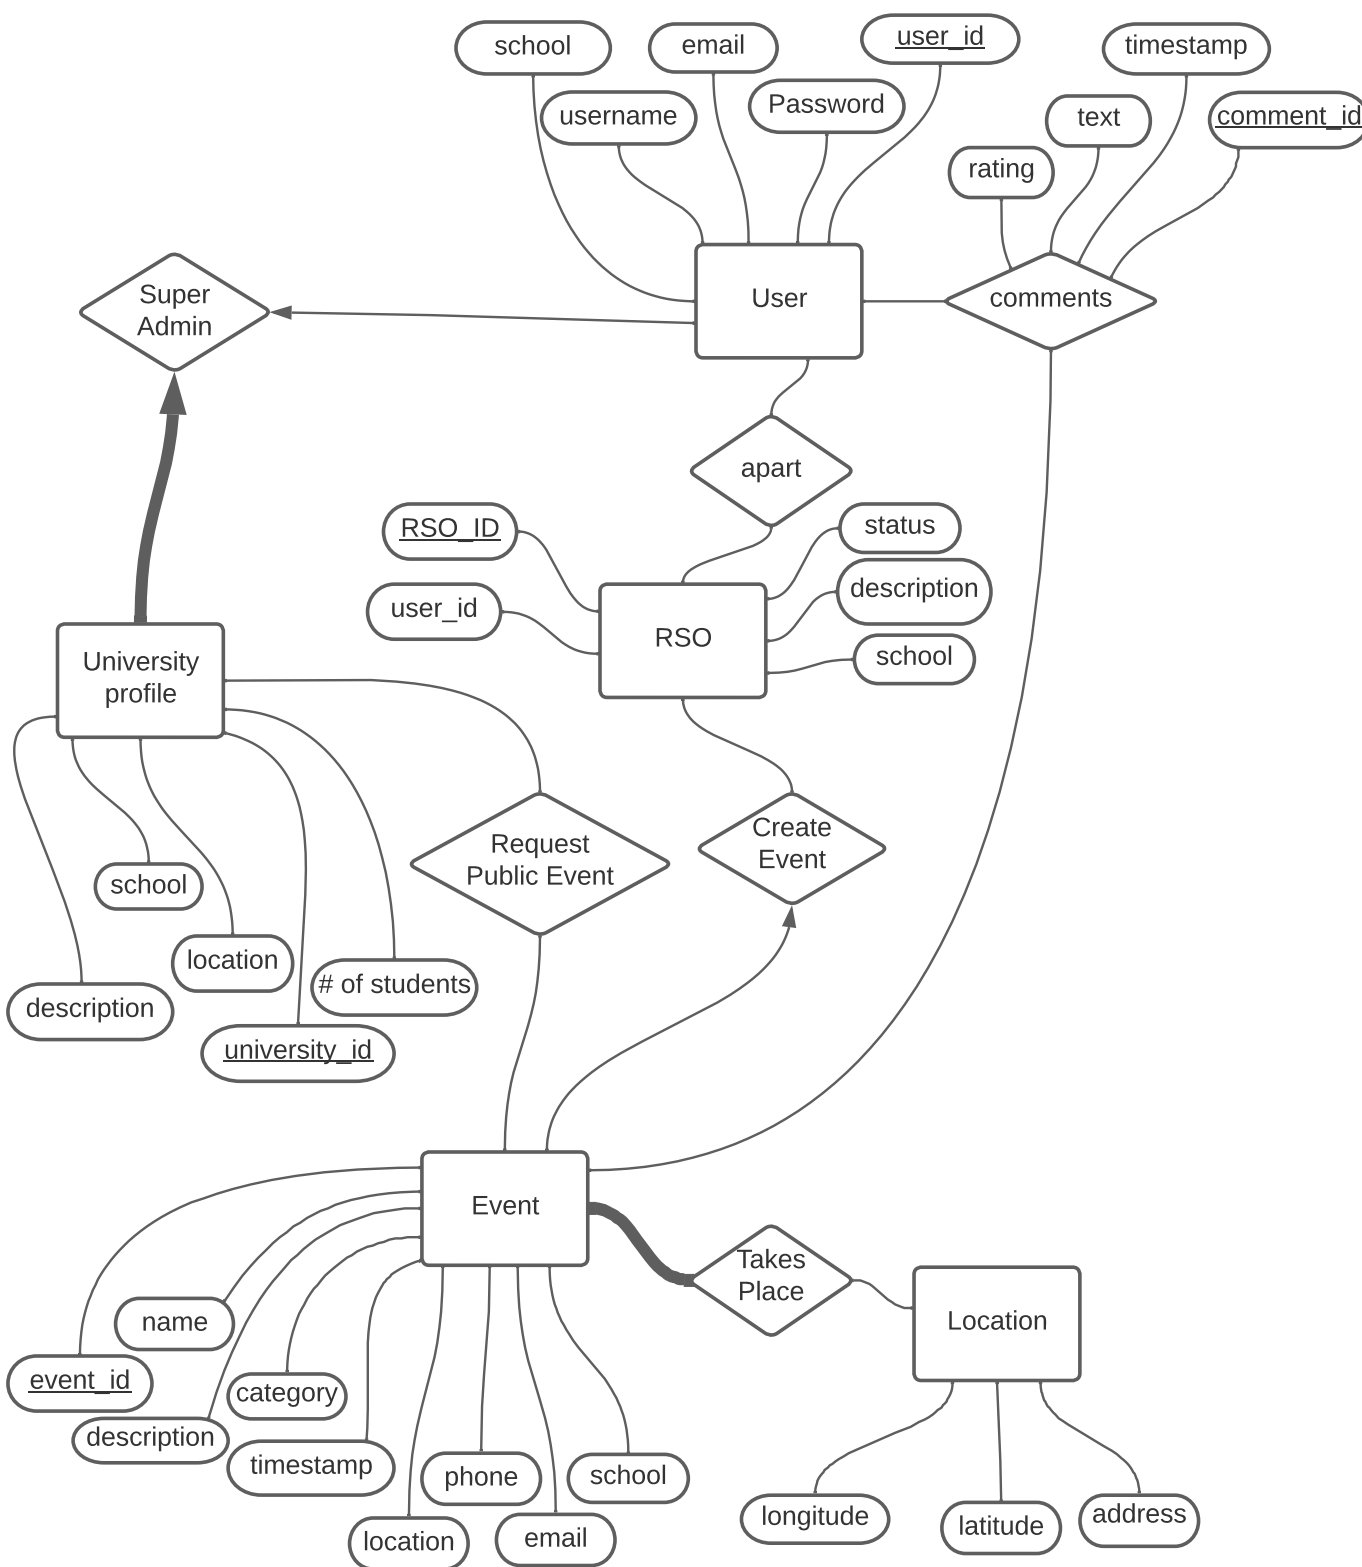 school
email
user_id
timestamp
username
Password
text
comment_id
rating
Super
Admin
User
comments
apart
RSO_ID
status
description
user_id
RSO
school
University
profile
Create
Event
Request
Public Event
school
location
# of students
description
university_id
Event
Takes
Place
name
Location
event_id
category
description
timestamp
phone
school
longitude
latitude
address
location
email